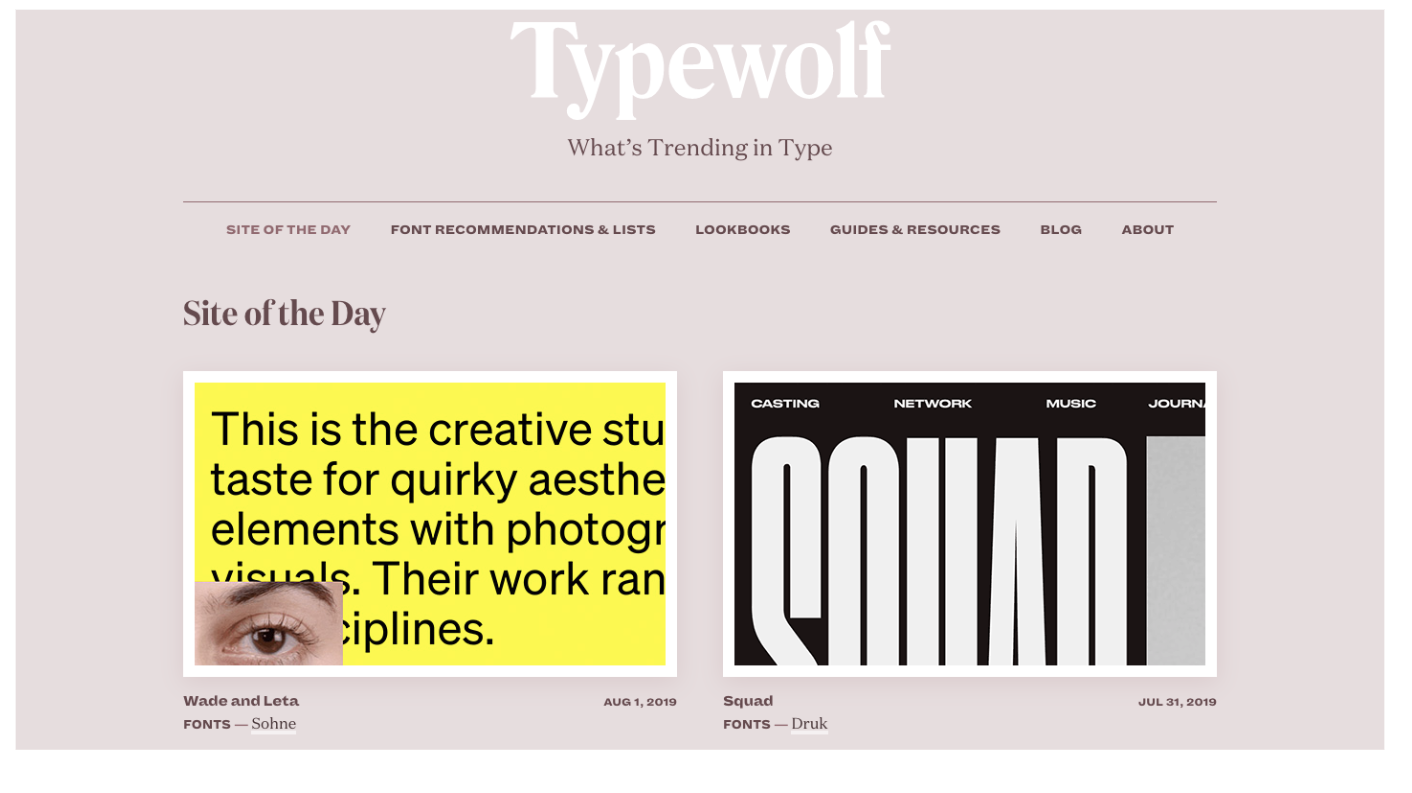 Typewolf
What’s Trending in Type
SITE OF THE DAY FONT RECOMMENDATIONS & LISTS LOOKBOOKS GUIDES & RESOURCES BLOG ABOUT
Site of the Day
This is the creative stu
taste for quirky aesthe
elements with photogr
visuals. Their work ran
ciplines.
CASTING NETWORK MUSIC JOURNA
SQUAD
Wade and Leta AUG 1, 2019
FONTS — Sohne
Squad JUL 31, 2019
FONTS — Druk